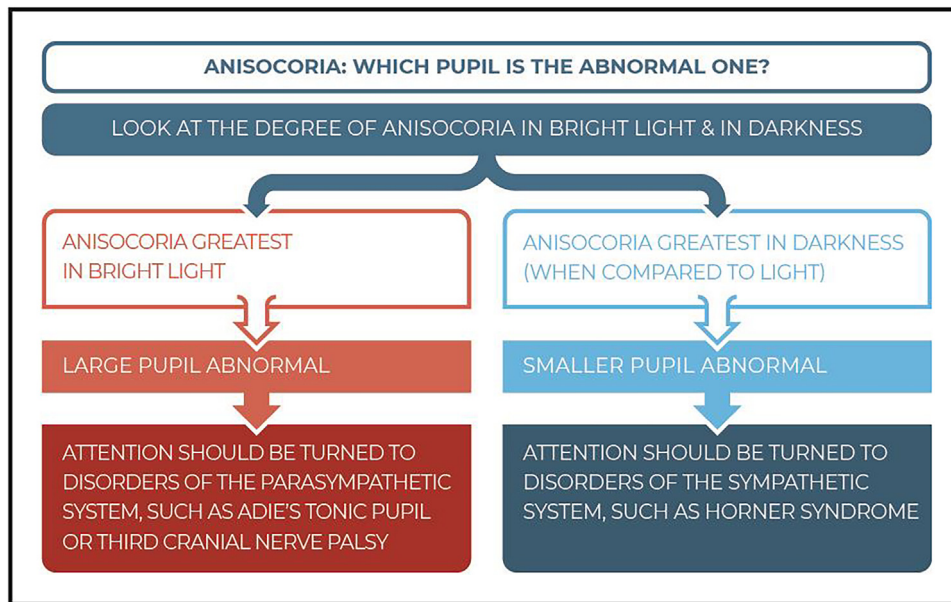 ANISOCORIA: WHICH PUPIL IS THE ABNORMAL ONE?
LOOK AT THE DEGREE OF ANISOCORIA IN BRIGHT LIGHT & IN DARKNESS
ANISOCORIA GREATEST
IN BRIGHT LIGHT
LARGE PUPIL ABNORMAL
ATTENTION SHOULD BE TURNED TO
DISORDERS OF THE PARASYMPATHETIC
SYSTEM, SUCH AS ADIE'S TONIC PUPIL
OR THIRD CRANIAL NERVE PALSY
ANISOCORIA GREATEST IN DARKNESS
(WHEN COMPARED TO LIGHT)
SMALLER PUPIL ABNORMAL
ATTENTION SHOULD BE TURNED TO
DISORDERS OF THE SYMPATHETIC
SYSTEM, SUCH AS HORNER SYNDROME